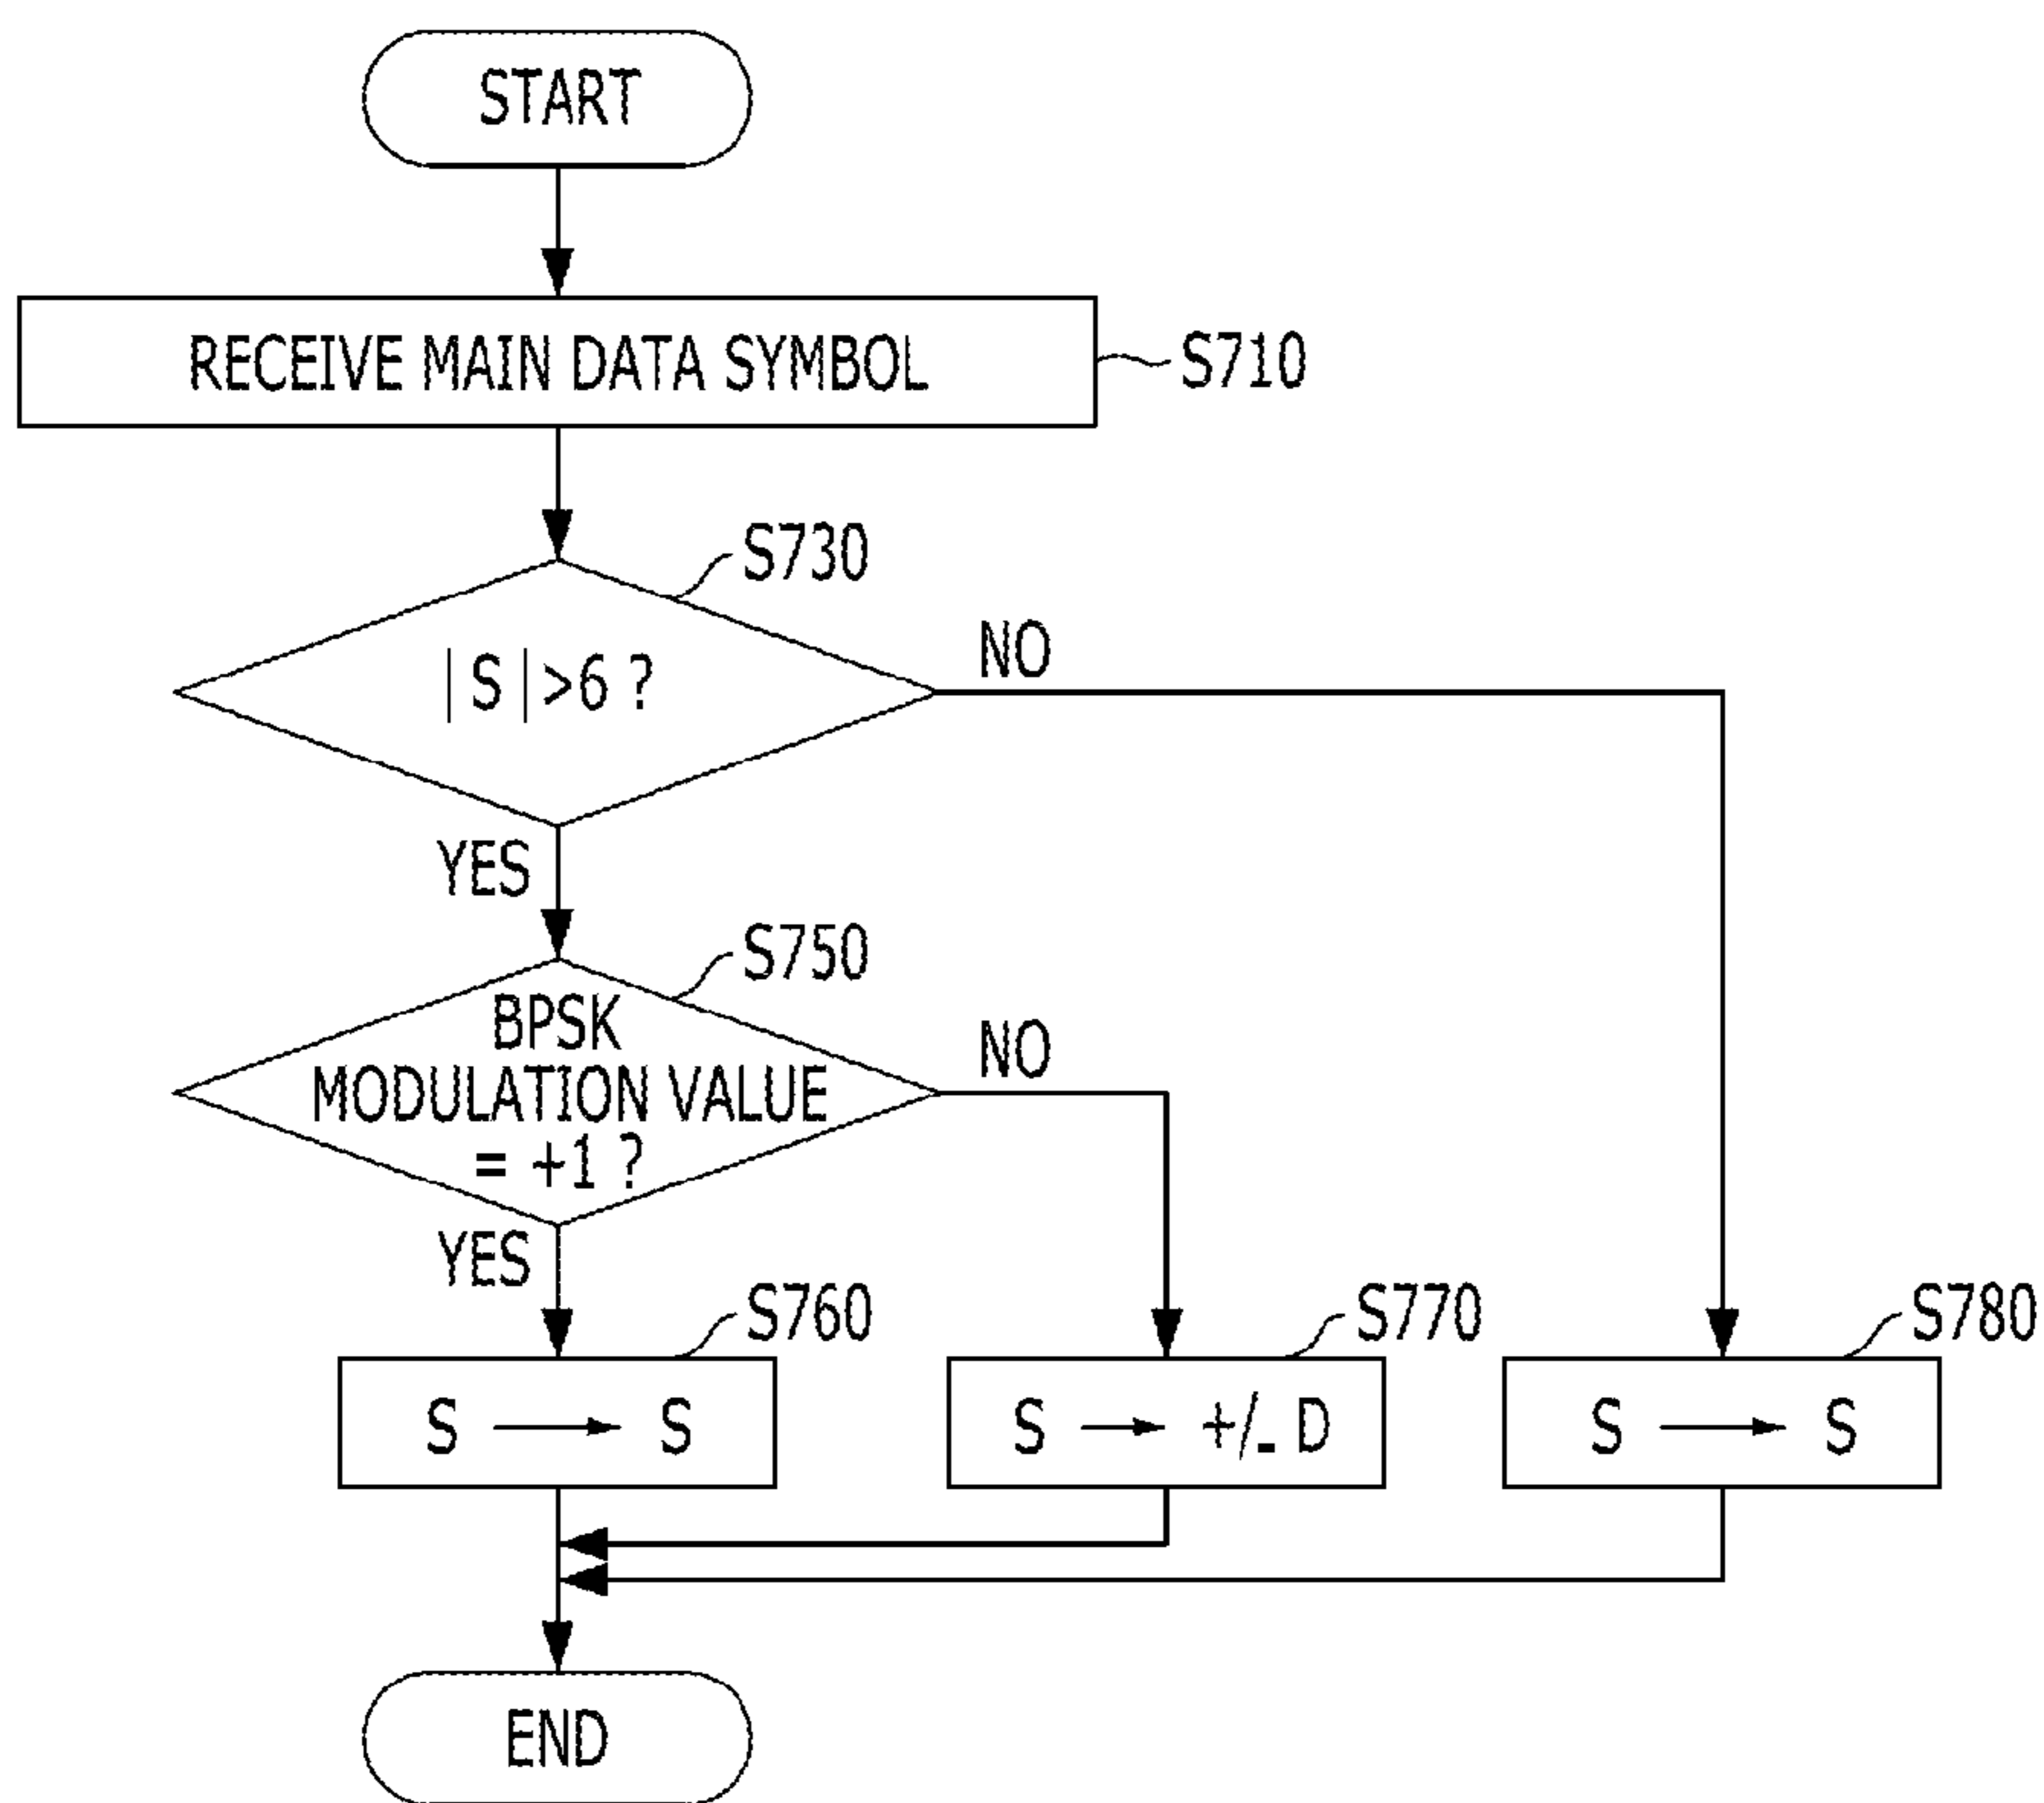 START
RECEIVE MAIN DATA SYMBOL
S710
S730
|S|>6 ?
NO
YES
S750
BPSK
MODULATION VALUE
= +1 ?
NO
YES
S760
S770
S780
S → S
S → +/- D
S → S
END